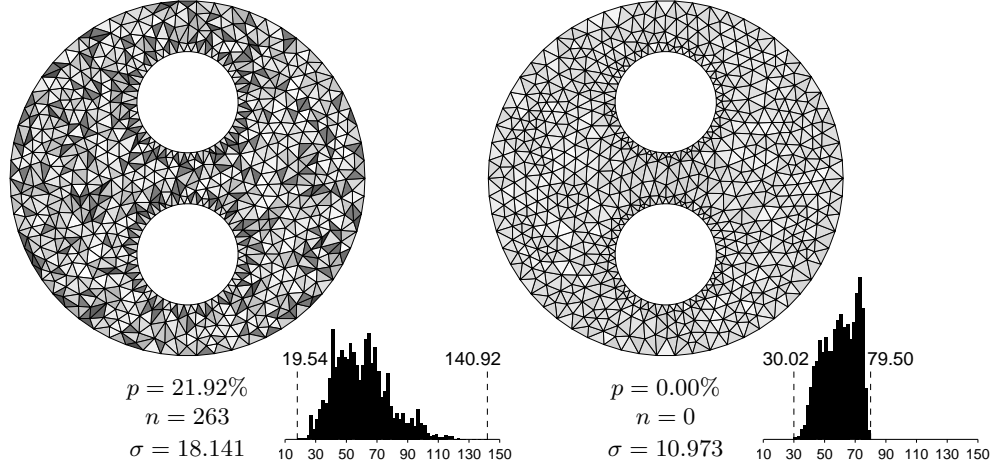 19.54 140.92
p = 21.92%
n = 263
σ = 18.141
10 30 50 70 90 110 130 150
30.02 79.50
p = 0.00%
n = 0
σ = 10.973
10 30 50 70 90 110 130 150